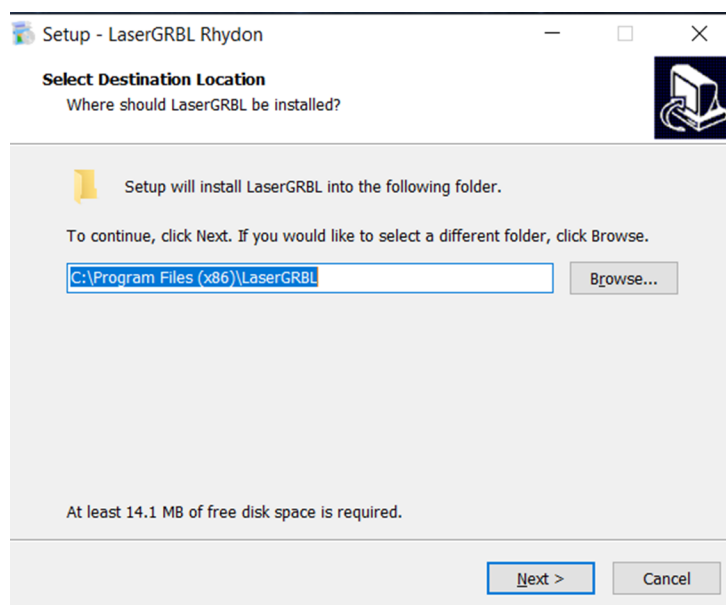 Setup - LaserGRBL Rhydon
Select Destination Location
Where should LaserGRBL be installed?
Setup will install LaserGRBL into the following folder.
To continue, click Next. If you would like to select a different folder, click Browse.
C:\Program Files (x86)\LaserGRBL
Browse...
At least 14.1 MB of free disk space is required.
Next >
Cancel